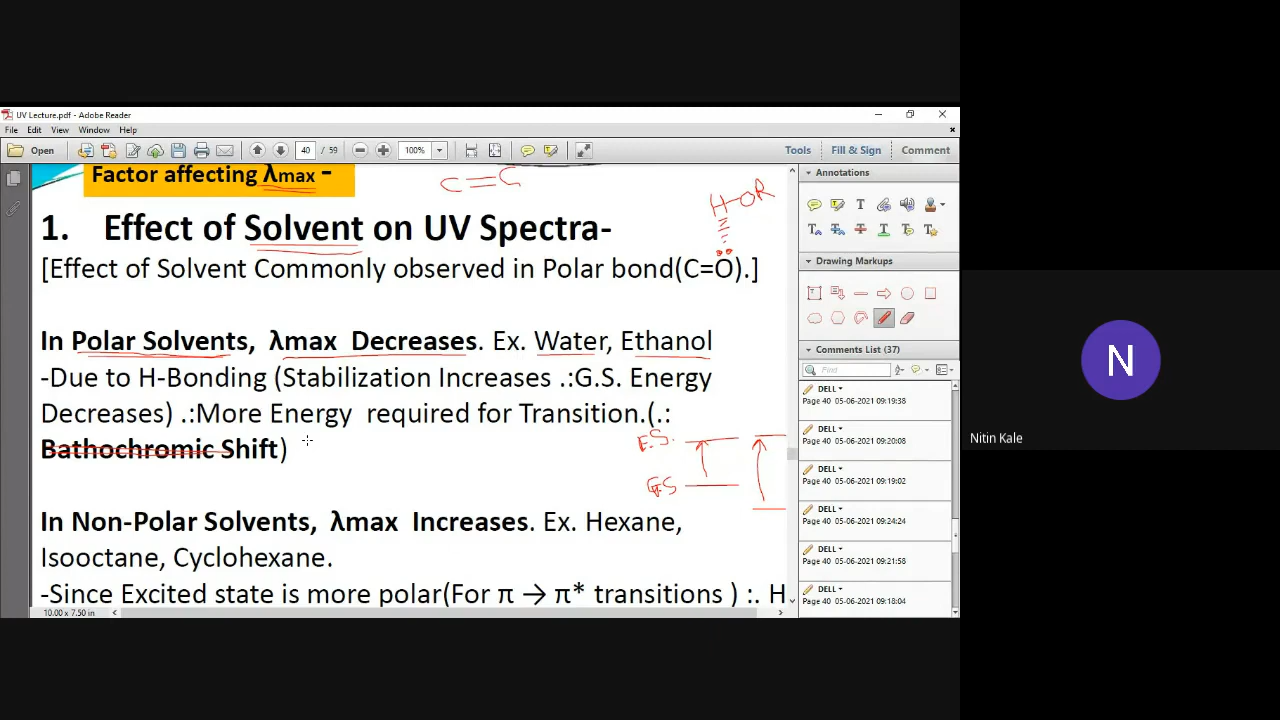 UV Lecture.pdf - Adobe Reader
File Edit View Window Help
Open 40 / 59 100% Tools Fill & Sign Comment
Factor affecting λmax -
C=C
H-OR
1. Effect of Solvent on UV Spectra-
[Effect of Solvent Commonly observed in Polar bond(C=O).]
In Polar Solvents, λmax Decreases. Ex. Water, Ethanol
-Due to H-Bonding (Stabilization Increases .:G.S. Energy
Decreases) .:More Energy required for Transition.(.:
Bathochromic Shift)
E.S.
G.S
In Non-Polar Solvents, λmax Increases. Ex. Hexane,
Isooctane, Cyclohexane.
-Since Excited state is more polar(For π → π* transitions ) :. H
10.00 x 7.50 in
Annotations
Drawing Markups
Comments List (37)
Find
DELL
Page 40 05-06-2021 09:19:38
DELL
Page 40 05-06-2021 09:20:08
DELL
Page 40 05-06-2021 09:19:02
DELL
Page 40 05-06-2021 09:24:24
DELL
Page 40 05-06-2021 09:21:58
DELL
Page 40 05-06-2021 09:18:04
N
Nitin Kale